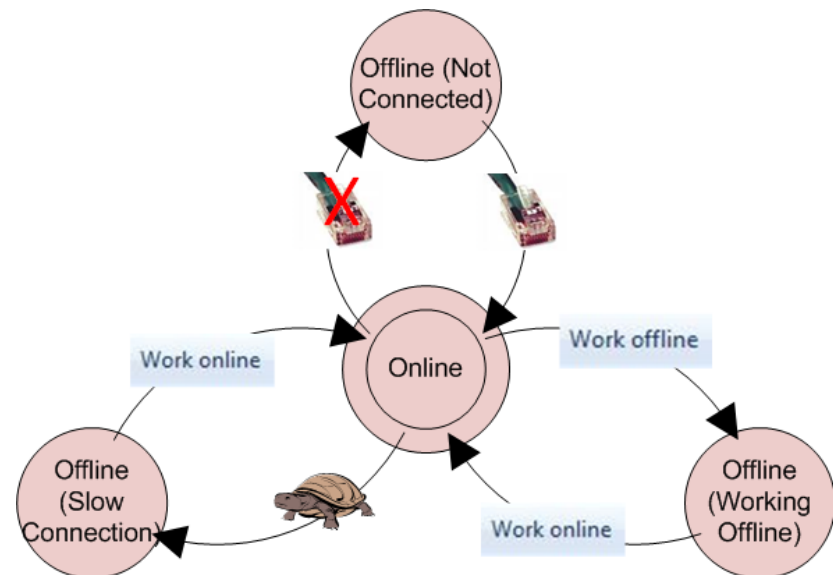 Offline (Not
Connected)
X
Work online
Work offline
Online
Offline
(Slow
Connection)
Offline
(Working
Offline)
Work online